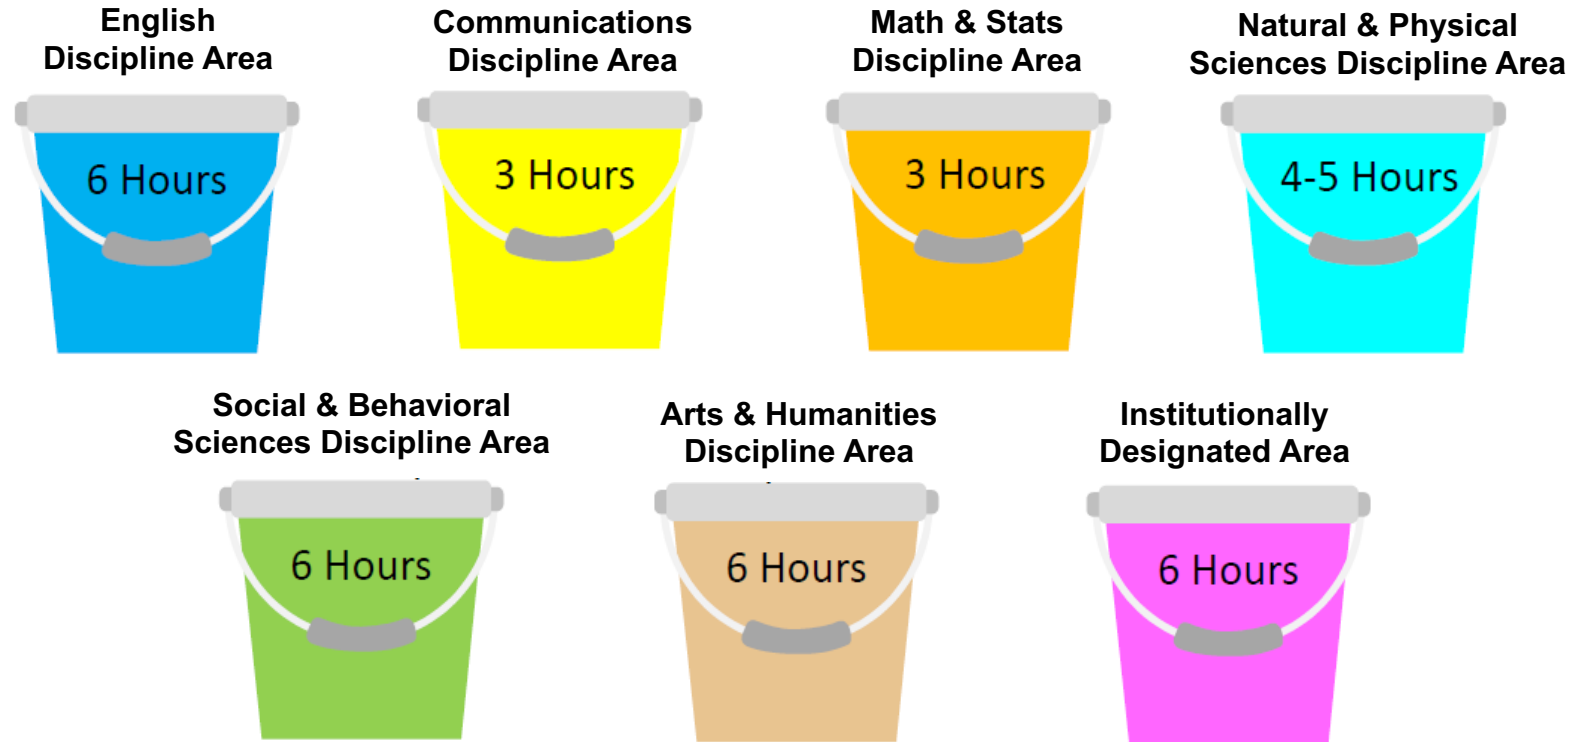 English
Discipline Area
6 Hours
Communications
Discipline Area
3 Hours
Math & Stats
Discipline Area
3 Hours
Natural & Physical
Sciences Discipline Area
4-5 Hours
Social & Behavioral
Sciences Discipline Area
6 Hours
Arts & Humanities
Discipline Area
6 Hours
Institutionally
Designated Area
6 Hours